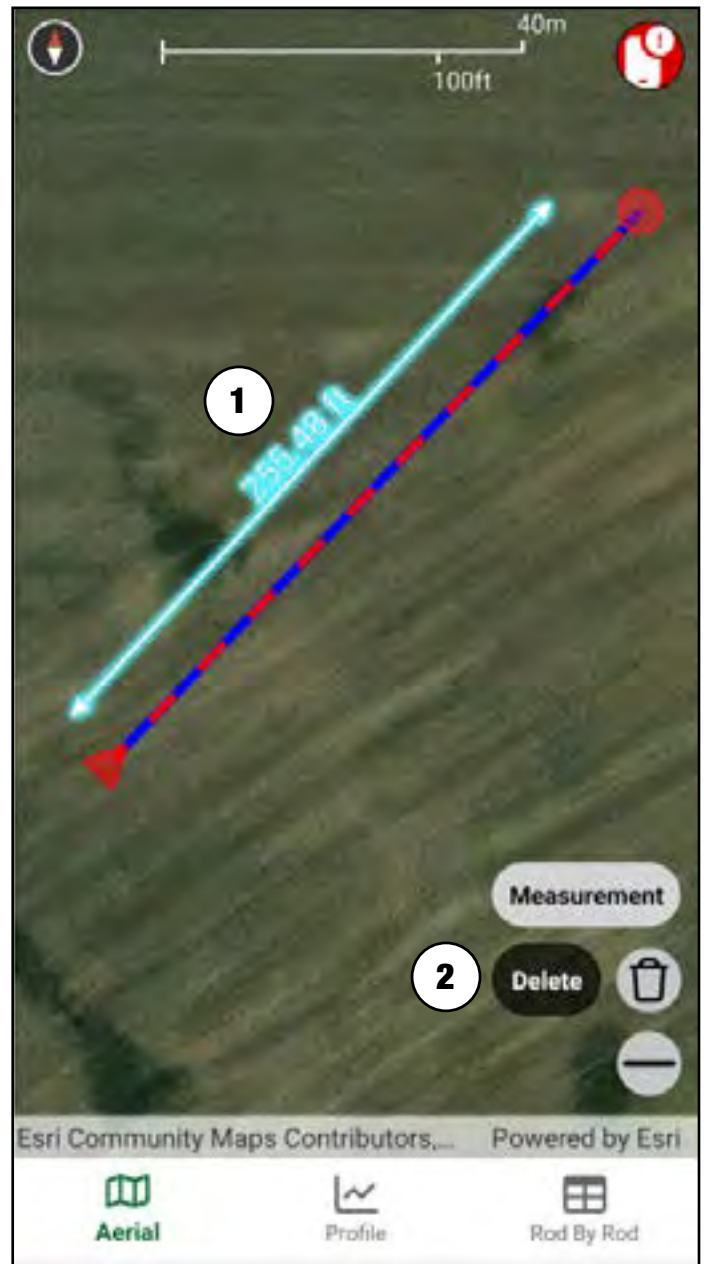 40m
100ft
!
1
255.48 ft
Measurement
2
Delete
Esri Community Maps Contributors,...
Powered by Esri
Aerial
Profile
Rod By Rod